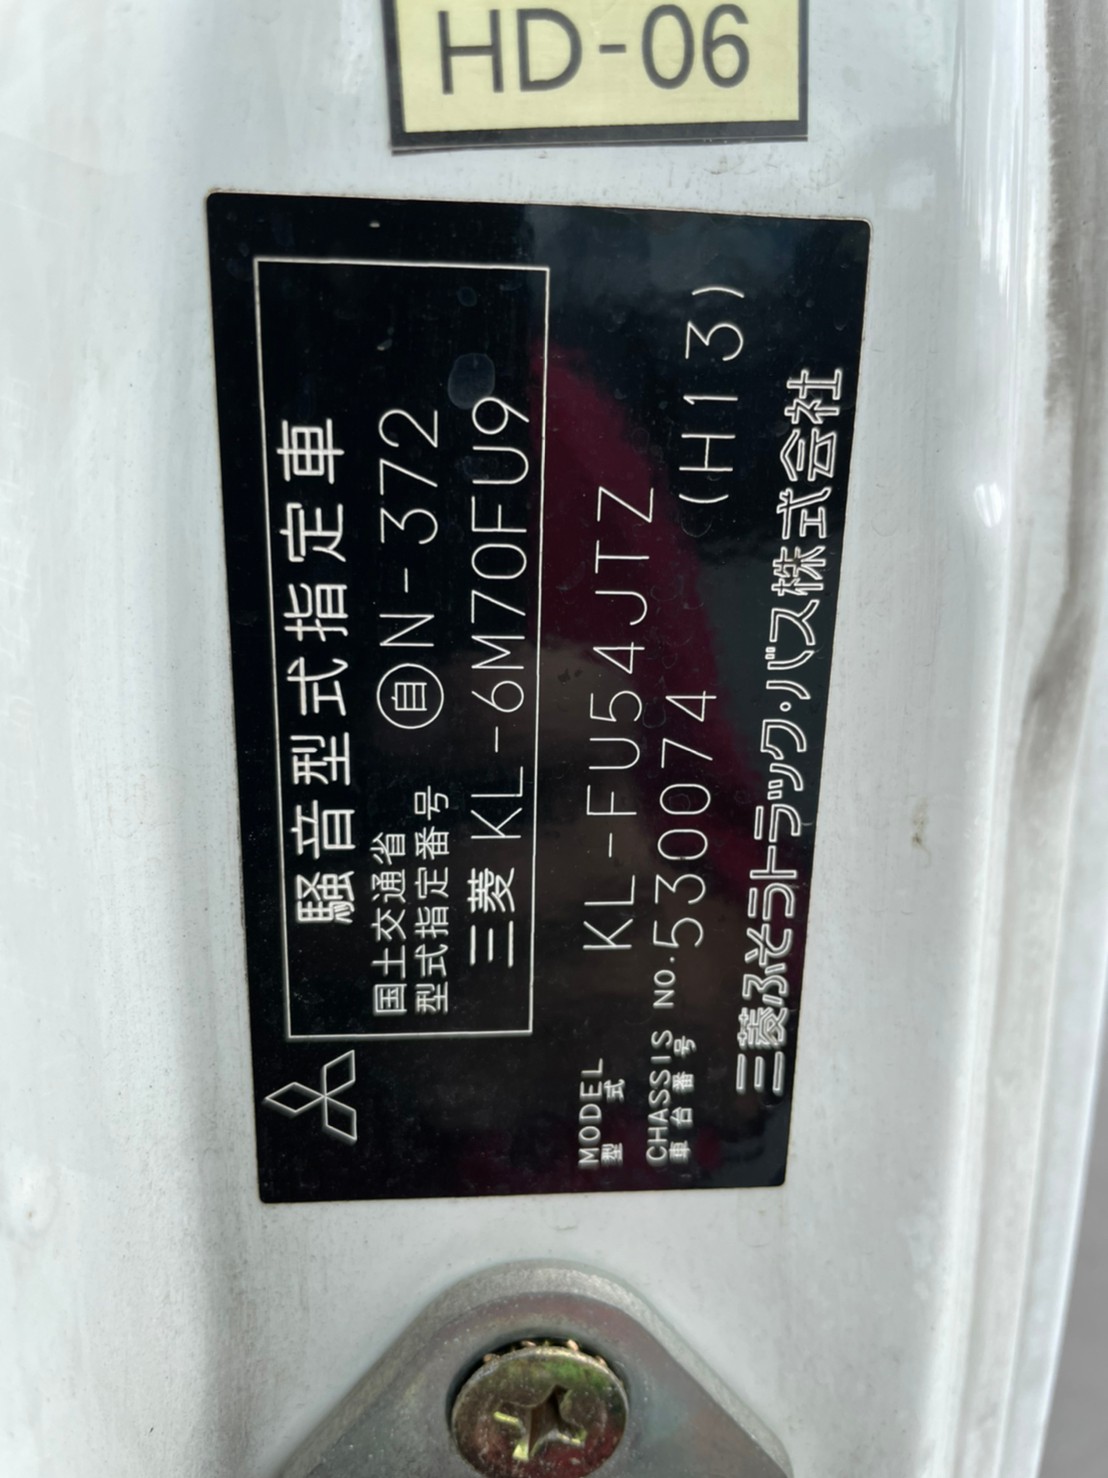 HD-06
騒音型式指定車
国土交通省
型式指定番号 自N-372
三菱 KL-6M70FU9
MODEL
型式 KL-FU54JTZ
CHASSIS NO.
車台番号 530074 (H13)
三菱ふそうトラック・バス株式会社